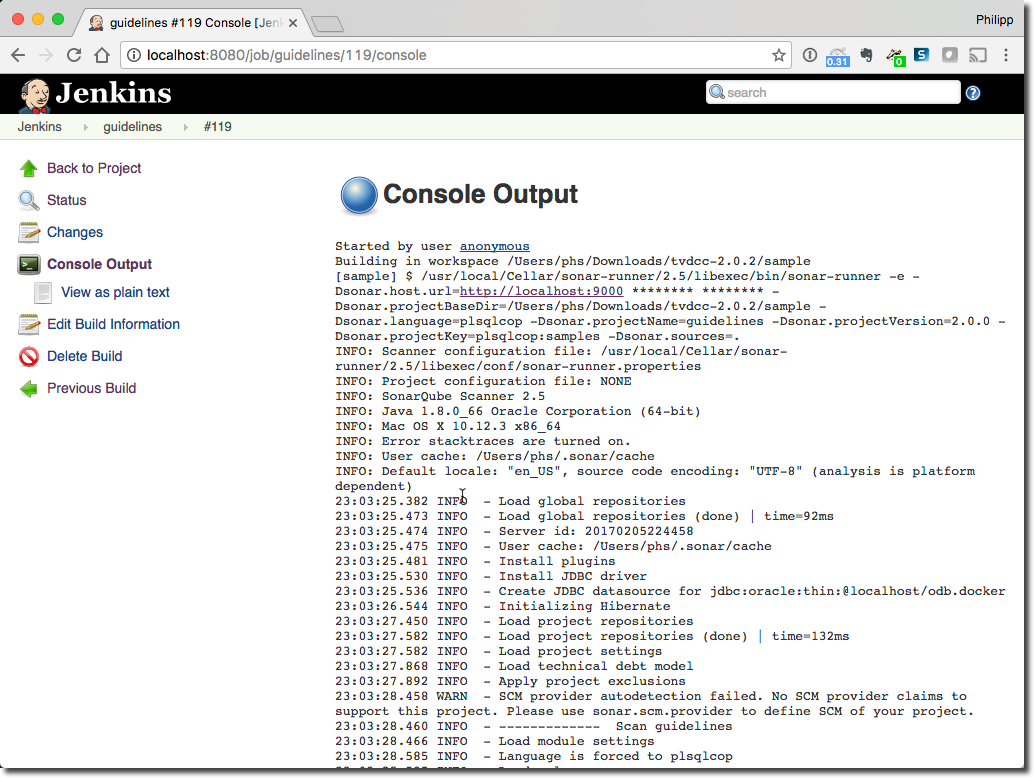 guidelines #119 Console [Jenk
Philipp
localhost:8080/job/guidelines/119/console
0.31
0
S
Jenkins
search
?
Jenkins
guidelines
#119
Back to Project
Status
Changes
Console Output
View as plain text
Edit Build Information
Delete Build
Previous Build
Console Output
Started by user anonymous
Building in workspace /Users/phs/Downloads/tvdcc-2.0.2/sample
[sample] $ /usr/local/Cellar/sonar-runner/2.5/libexec/bin/sonar-runner -e -
Dsonar.host.url=http://localhost:9000 ******** ******** -
Dsonar.projectBaseDir=/Users/phs/Downloads/tvdcc-2.0.2/sample -
Dsonar.language=plsqlcop -Dsonar.projectName=guidelines -Dsonar.projectVersion=2.0.0 -
Dsonar.projectKey=plsqlcop:samples -Dsonar.sources=.
INFO: Scanner configuration file: /usr/local/Cellar/sonar-
runner/2.5/libexec/conf/sonar-runner.properties
INFO: Project configuration file: NONE
INFO: SonarQube Scanner 2.5
INFO: Java 1.8.0_66 Oracle Corporation (64-bit)
INFO: Mac OS X 10.12.3 x86_64
INFO: Error stacktraces are turned on.
INFO: User cache: /Users/phs/.sonar/cache
INFO: Default locale: "en_US", source code encoding: "UTF-8" (analysis is platform
dependent)
23:03:25.382 INFO  - Load global repositories
23:03:25.473 INFO  - Load global repositories (done) | time=92ms
23:03:25.474 INFO  - Server id: 20170205224458
23:03:25.475 INFO  - User cache: /Users/phs/.sonar/cache
23:03:25.481 INFO  - Install plugins
23:03:25.530 INFO  - Install JDBC driver
23:03:25.536 INFO  - Create JDBC datasource for jdbc:oracle:thin:@localhost/odb.docker
23:03:26.544 INFO  - Initializing Hibernate
23:03:27.450 INFO  - Load project repositories
23:03:27.582 INFO  - Load project repositories (done) | time=132ms
23:03:27.582 INFO  - Load project settings
23:03:27.868 INFO  - Load technical debt model
23:03:27.892 INFO  - Apply project exclusions
23:03:28.458 WARN  - SCM provider autodetection failed. No SCM provider claims to
support this project. Please use sonar.scm.provider to define SCM of your project.
23:03:28.460 INFO  - -------------  Scan guidelines
23:03:28.466 INFO  - Load module settings
23:03:28.585 INFO  - Language is forced to plsqlcop